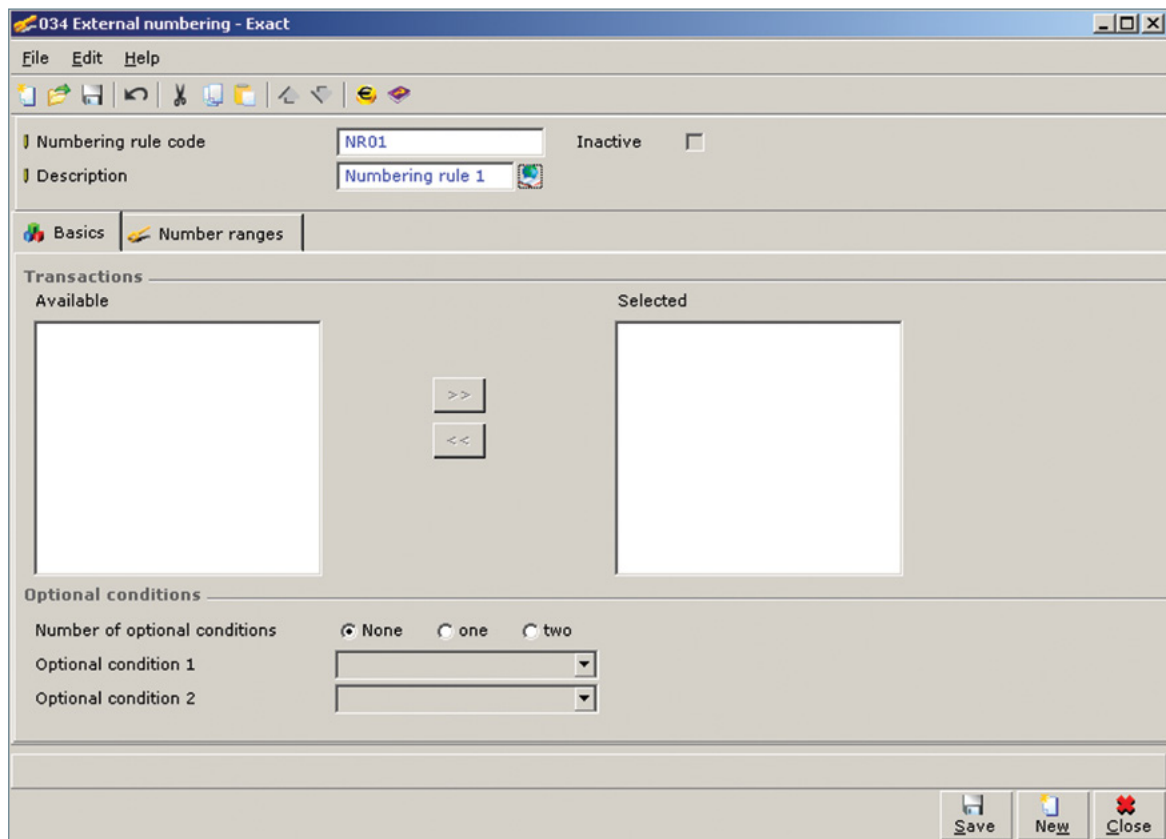 034 External numbering - Exact
File Edit Help
Numbering rule code NR01 Inactive
Description Numbering rule 1
Basics Number ranges
Transactions
Available Selected
>>
<<
Optional conditions
Number of optional conditions None one two
Optional condition 1
Optional condition 2
Save New Close